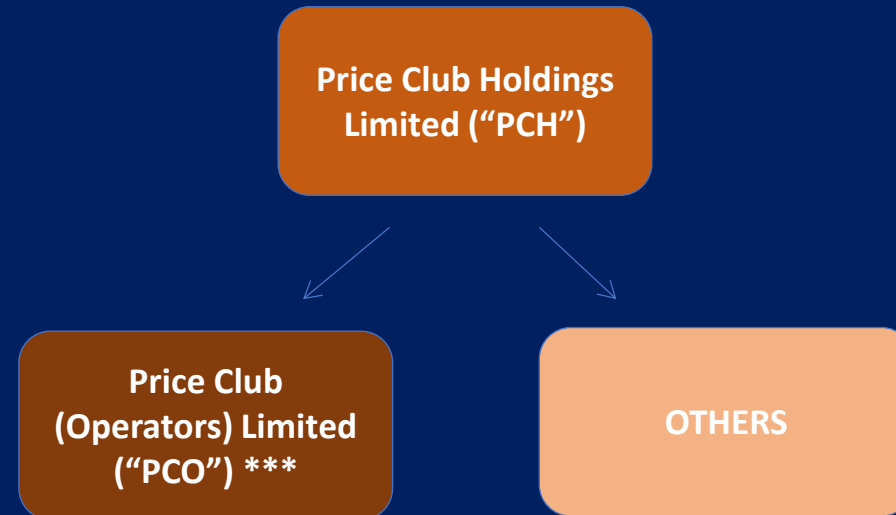 Price Club Holdings
Limited (“PCH”)
Price Club
(Operators) Limited
(“PCO”) ***
OTHERS